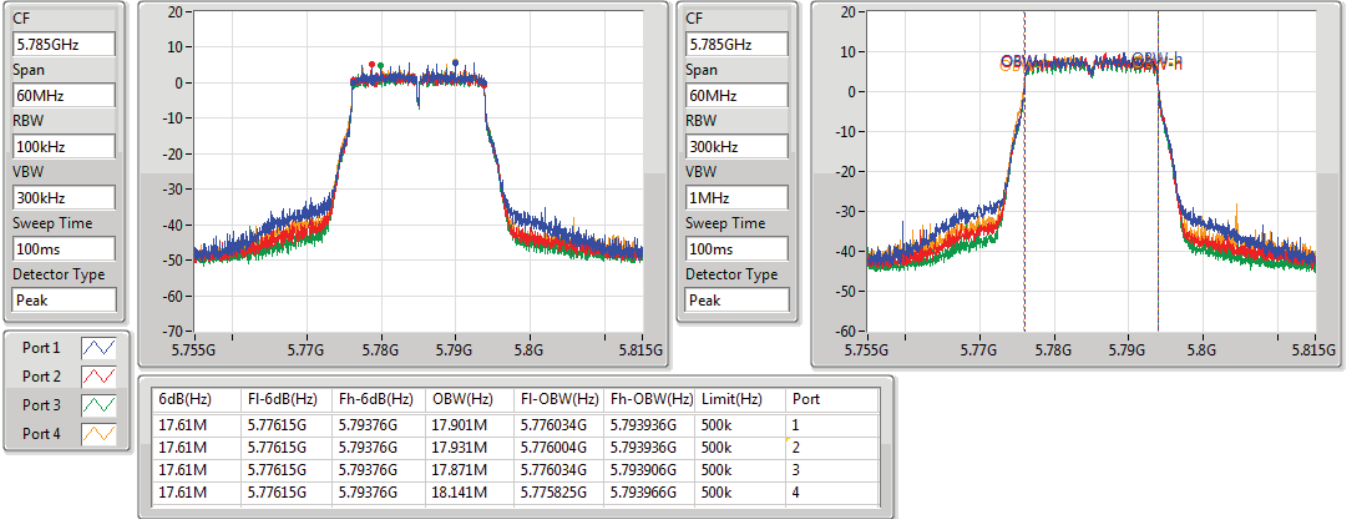 CF
5.785GHz
Span
60MHz
RBW
100kHz
VBW
300kHz
Sweep Time
100ms
Detector Type
Peak
20
10
0
-10
-20
-30
-40
-50
-60
-70
5.755G 5.77G 5.78G 5.79G 5.8G 5.815G
CF
5.785GHz
Span
60MHz
RBW
300kHz
VBW
1MHz
Sweep Time
100ms
Detector Type
Peak
20
10
0
-10
-20
-30
-40
-50
-60
OBW-h
5.755G 5.77G 5.78G 5.79G 5.8G 5.815G
Port 1
Port 2
Port 3
Port 4
6dB(Hz) Fl-6dB(Hz) Fh-6dB(Hz) OBW(Hz) Fl-OBW(Hz) Fh-OBW(Hz) Limit(Hz) Port
17.61M 5.77615G 5.79376G 17.901M 5.776034G 5.793936G 500k 1
17.61M 5.77615G 5.79376G 17.931M 5.776004G 5.793936G 500k 2
17.61M 5.77615G 5.79376G 17.871M 5.776034G 5.793906G 500k 3
17.61M 5.77615G 5.79376G 18.141M 5.775825G 5.793966G 500k 4